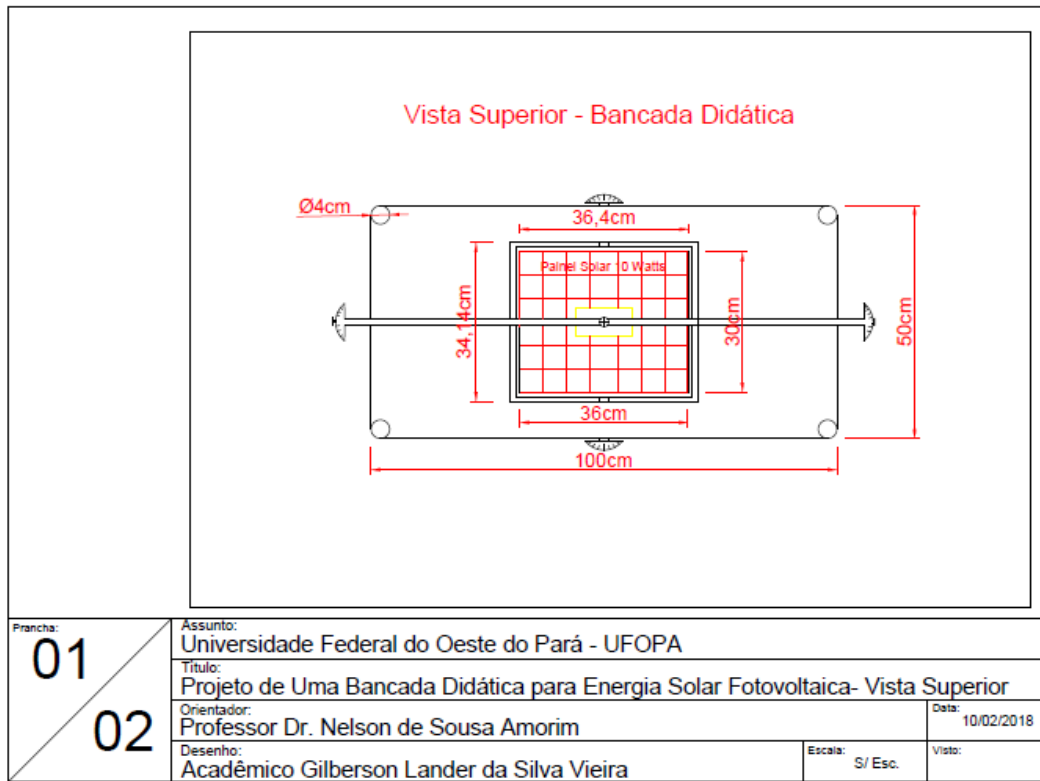 Vista Superior - Bancada Didática
Ø4cm
36,4cm
Painel Solar 10 Watts
34,14cm
30cm
50cm
36cm
100cm
Prancha:
01
02
Assunto:
Universidade Federal do Oeste do Pará - UFOPA
Título:
Projeto de Uma Bancada Didática para Energia Solar Fotovoltaica- Vista Superior
Orientador:
Professor Dr. Nelson de Sousa Amorim
Data:
10/02/2018
Desenho:
Acadêmico Gilberson Lander da Silva Vieira
Escala:
S/ Esc.
Visto: